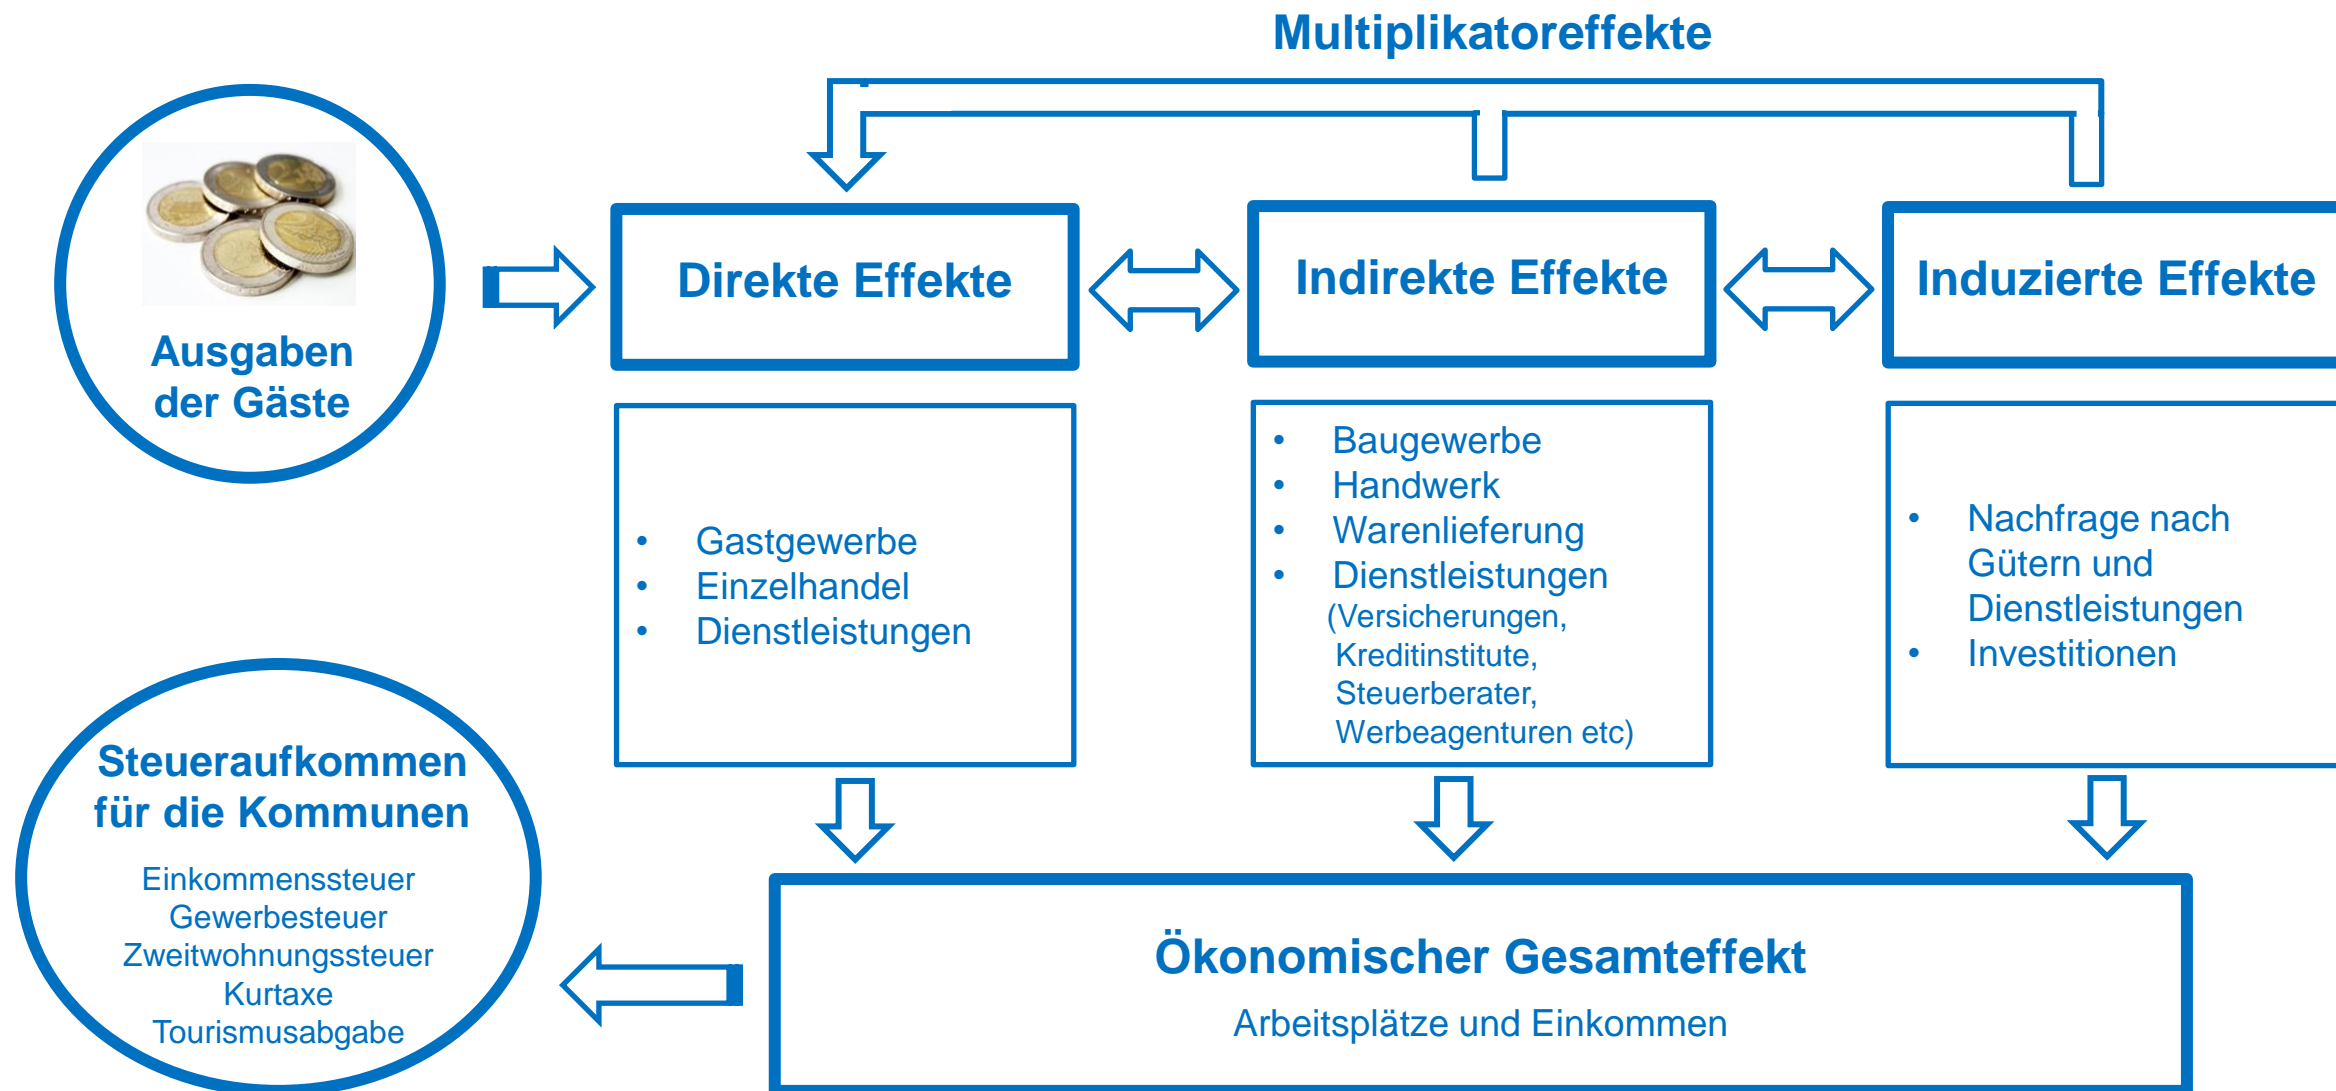 Multiplikatoreffekte
Ausgaben
der Gäste
Direkte Effekte
Indirekte Effekte
Induzierte Effekte
• Gastgewerbe
• Einzelhandel
• Dienstleistungen
• Baugewerbe
• Handwerk
• Warenlieferung
• Dienstleistungen
(Versicherungen,
Kreditinstitute,
Steuerberater,
Werbeagenturen etc)
• Nachfrage nach
Gütern und
Dienstleistungen
• Investitionen
Steueraufkommen
für die Kommunen
Einkommenssteuer
Gewerbesteuer
Zweitwohnungssteuer
Kurtaxe
Tourismusabgabe
Ökonomischer Gesamteffekt
Arbeitsplätze und Einkommen